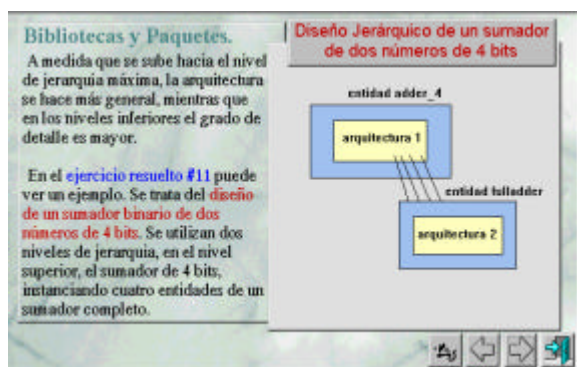 Bibliotecas y Paquetes.
A medida que se sube hacia el nivel
de jerarquia máxima, la arquitectura
se hace más general, mientras que
en los niveles inferiores el grado de
detalle es mayor.
En el ejercicio resuelto #11 puede
ver un ejemplo. Se trata del diseño
de un sumador binario de dos
números de 4 bits. Se utilizan dos
niveles de jerarquia, en el nivel
superior, el sumador de 4 bits,
instanciando cuatro entidades de un
sumador completo.
Diseño Jerárquico de un sumador
de dos números de 4 bits
entidad adder_4
arquitectura 1
entidad fulladder
arquitectura 2